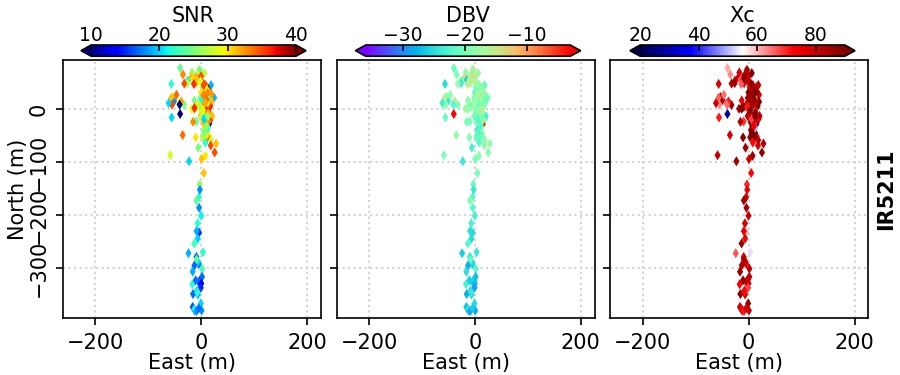 SNR DBV Xc
10 20 30 40 −30 −20 −10 20 40 60 80
North (m)
0
−100
−200
−300
IR5211
−200 0 200 −200 0 200 −200 0 200
East (m) East (m) East (m)